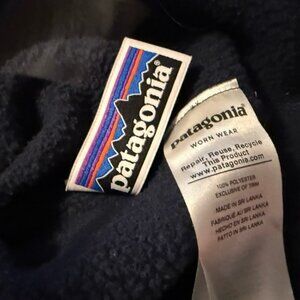 patagonia®
patagonia®
WORN WEAR
Repair, Reuse, Recycle
This Product
www.patagonia.com
100% POLYESTER
EXCLUSIVE OF TRIM
MADE IN SRI LANKA
FABRIQUÉ AU SRI LANKA
HECHO EN SRI LANKA
FATTO IN SRI LANKA